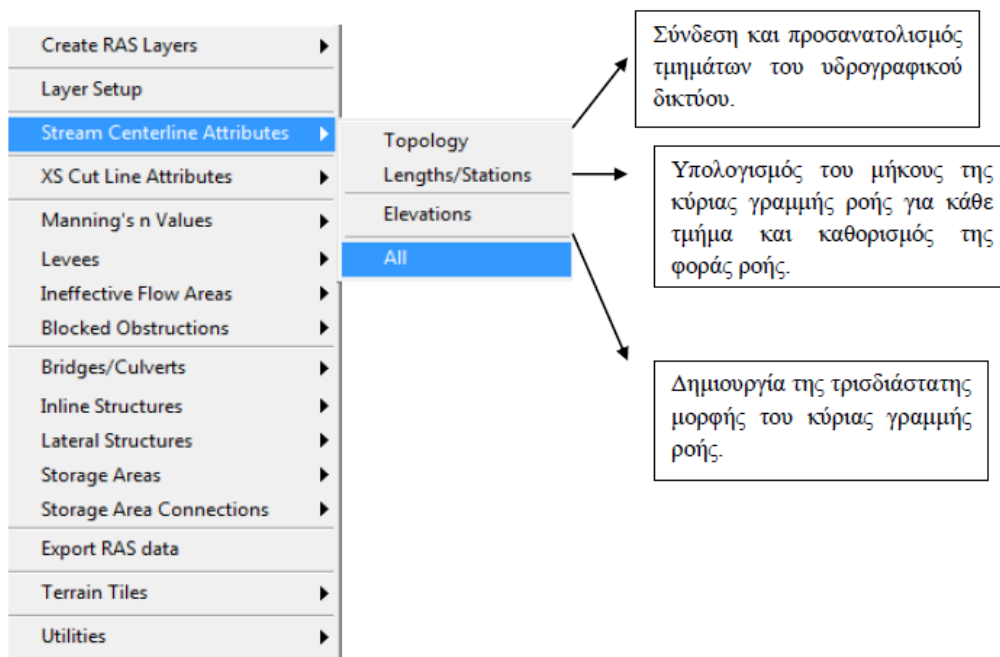 Create RAS Layers
Layer Setup
Stream Centerline Attributes
XS Cut Line Attributes
Manning's n Values
Levees
Ineffective Flow Areas
Blocked Obstructions
Bridges/Culverts
Inline Structures
Lateral Structures
Storage Areas
Storage Area Connections
Export RAS data
Terrain Tiles
Utilities
Topology
Lengths/Stations
Elevations
All
Σύνδεση και προσανατολισμός
τμημάτων του υδρογραφικού
δικτύου.
Υπολογισμός του μήκους της
κύριας γραμμής ροής για κάθε
τμήμα και καθορισμός της
φοράς ροής.
Δημιουργία της τρισδιάστατης
μορφής του κύριας γραμμής
ροής.